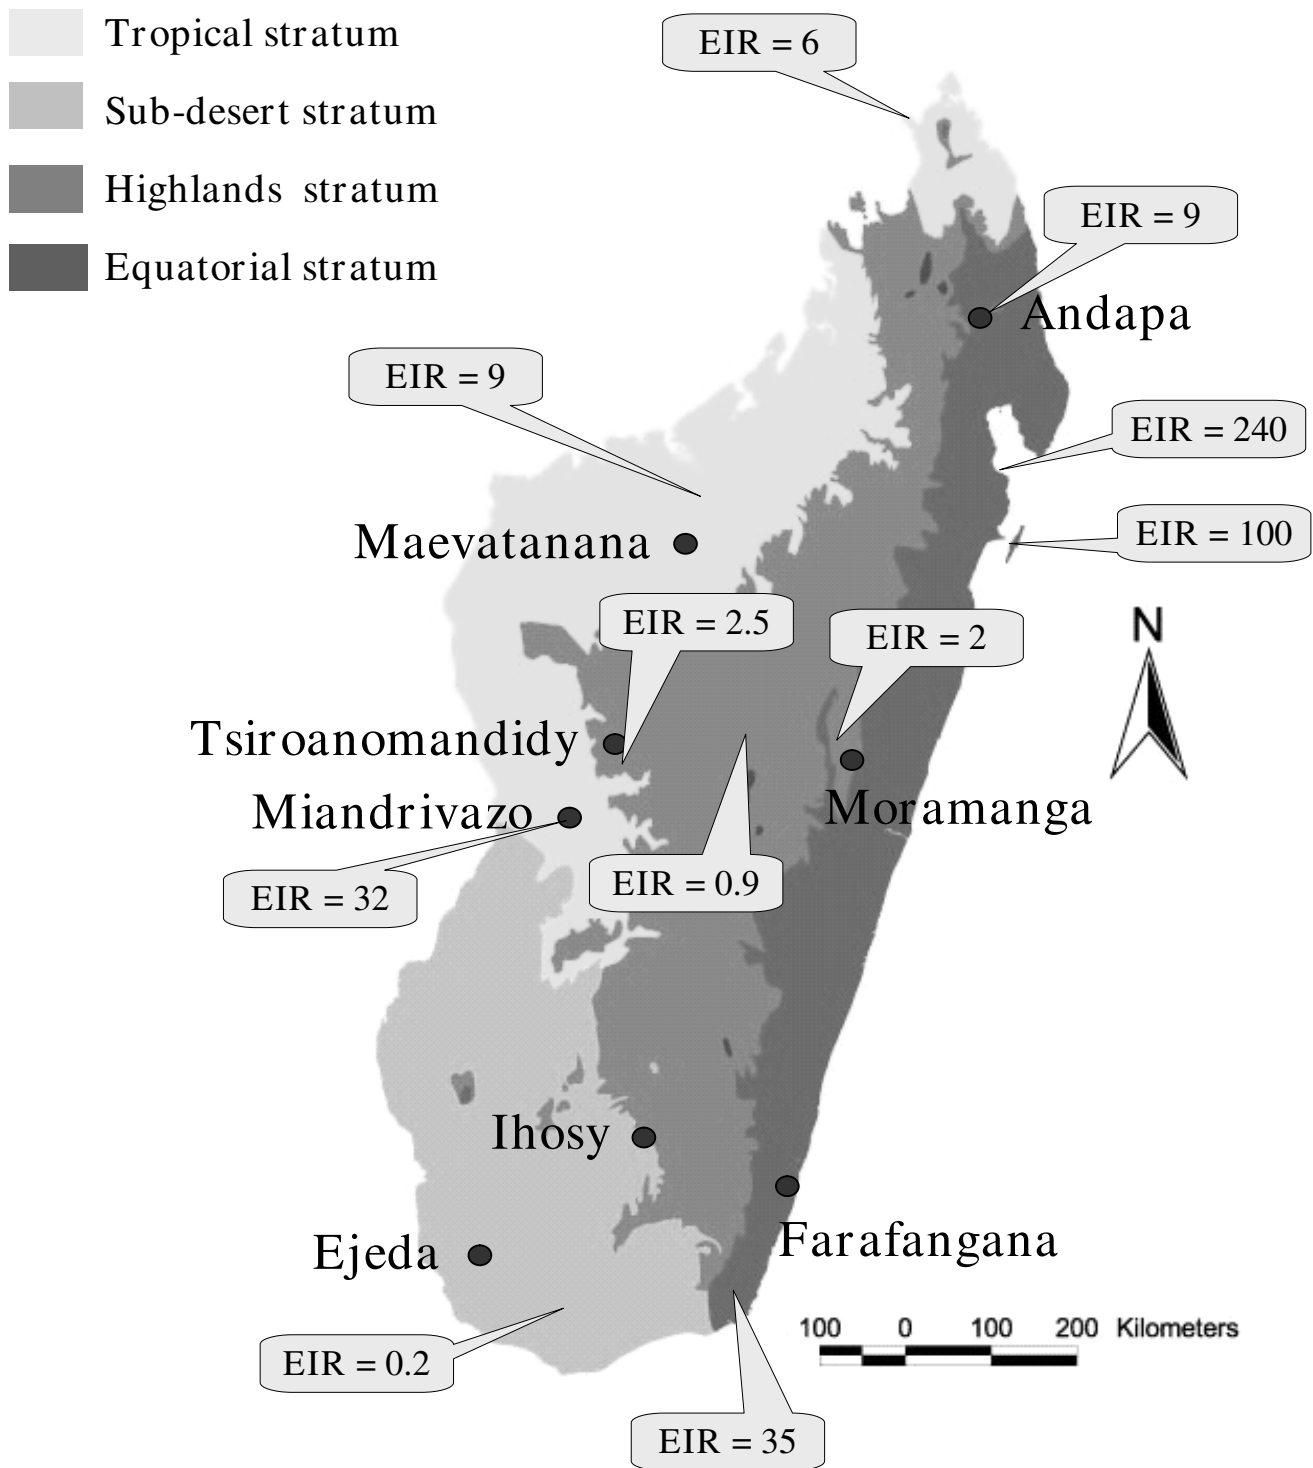 Tropical stratum
Sub-desert stratum
Highlands stratum
Equatorial stratum
EIR = 6
EIR = 9
Andapa
EIR = 9
EIR = 240
EIR = 100
Maevatanana
EIR = 2.5
EIR = 2
N
Tsiroanomandidy
Miandrivazo
Moramanga
EIR = 32
EIR = 0.9
Ihosy
Ejeda
Farafangana
100 0 100 200 Kilometers
EIR = 0.2
EIR = 35